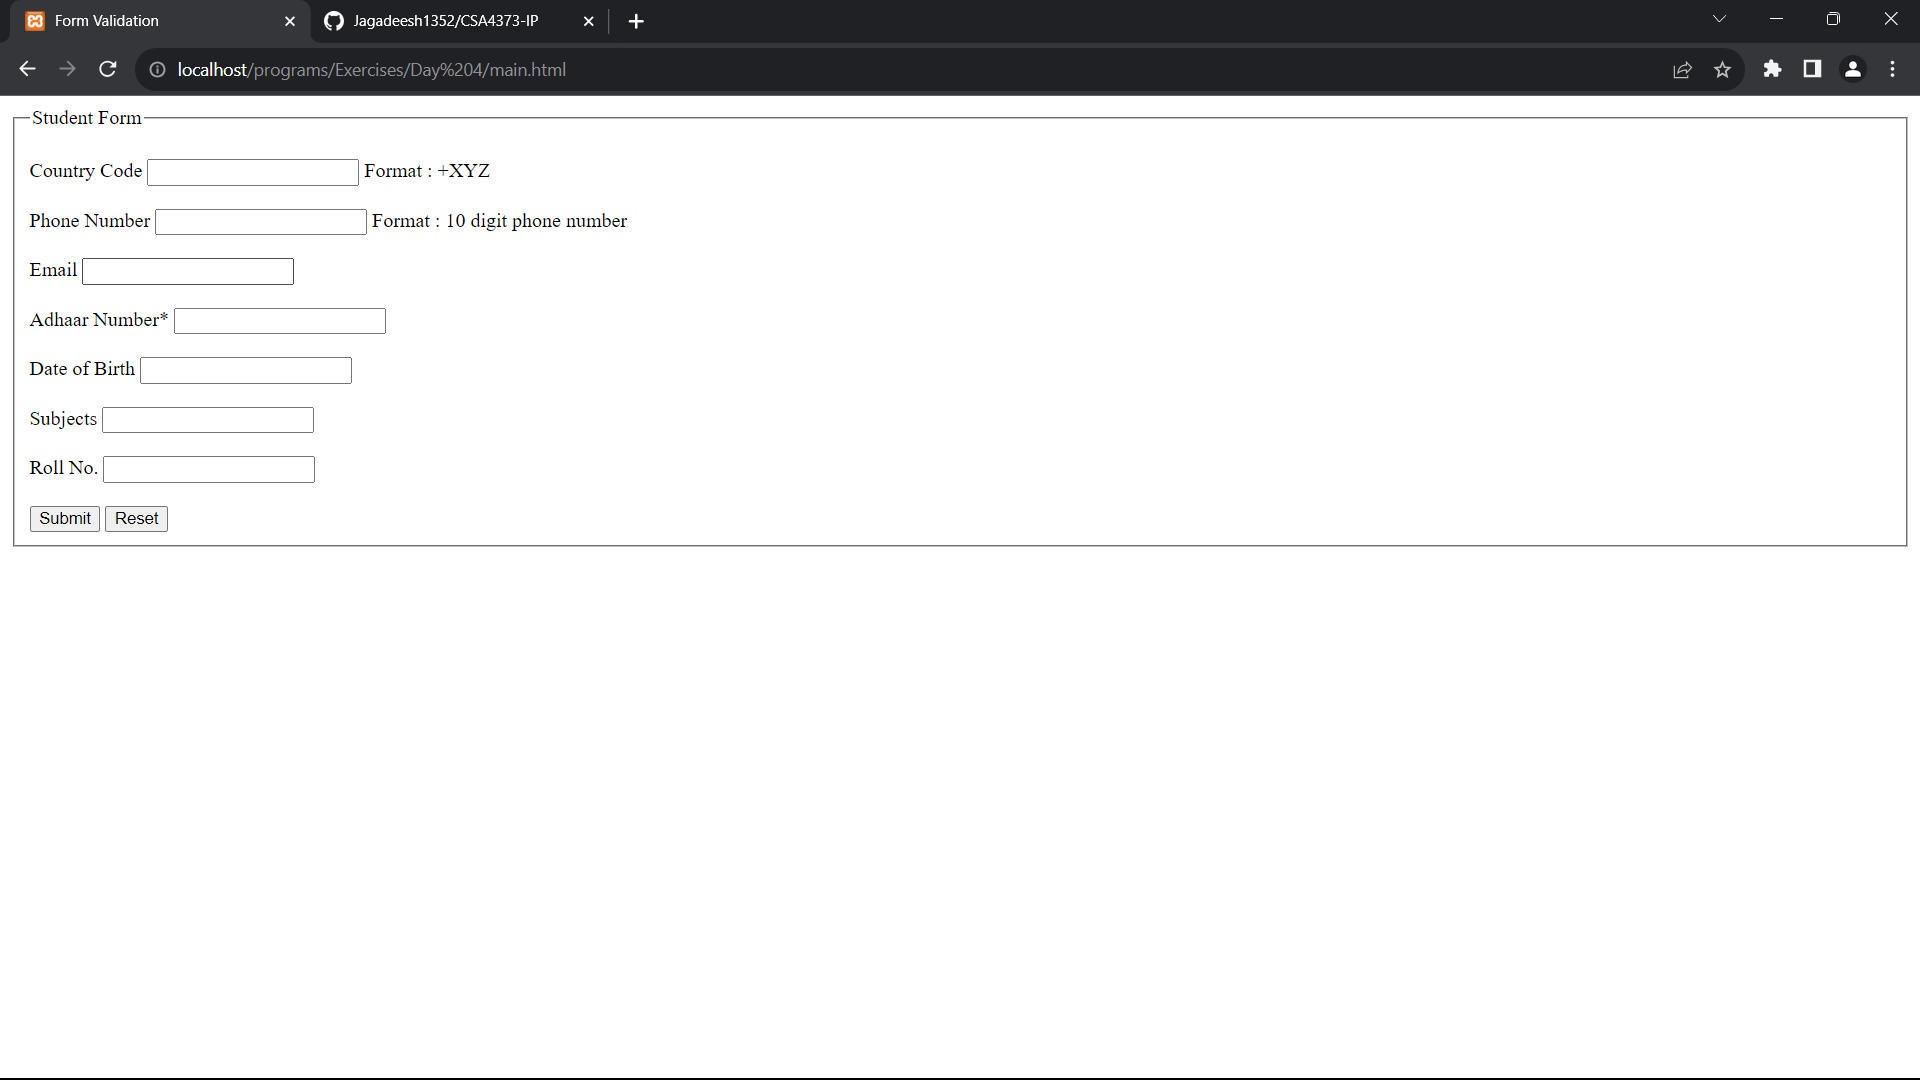 Form Validation
Jagadeesh1352/CSA4373-IP
localhost/programs/Exercises/Day%204/main.html
Student Form
Country Code Format : +XYZ
Phone Number Format : 10 digit phone number
Email
Adhaar Number*
Date of Birth
Subjects
Roll No.
Submit Reset